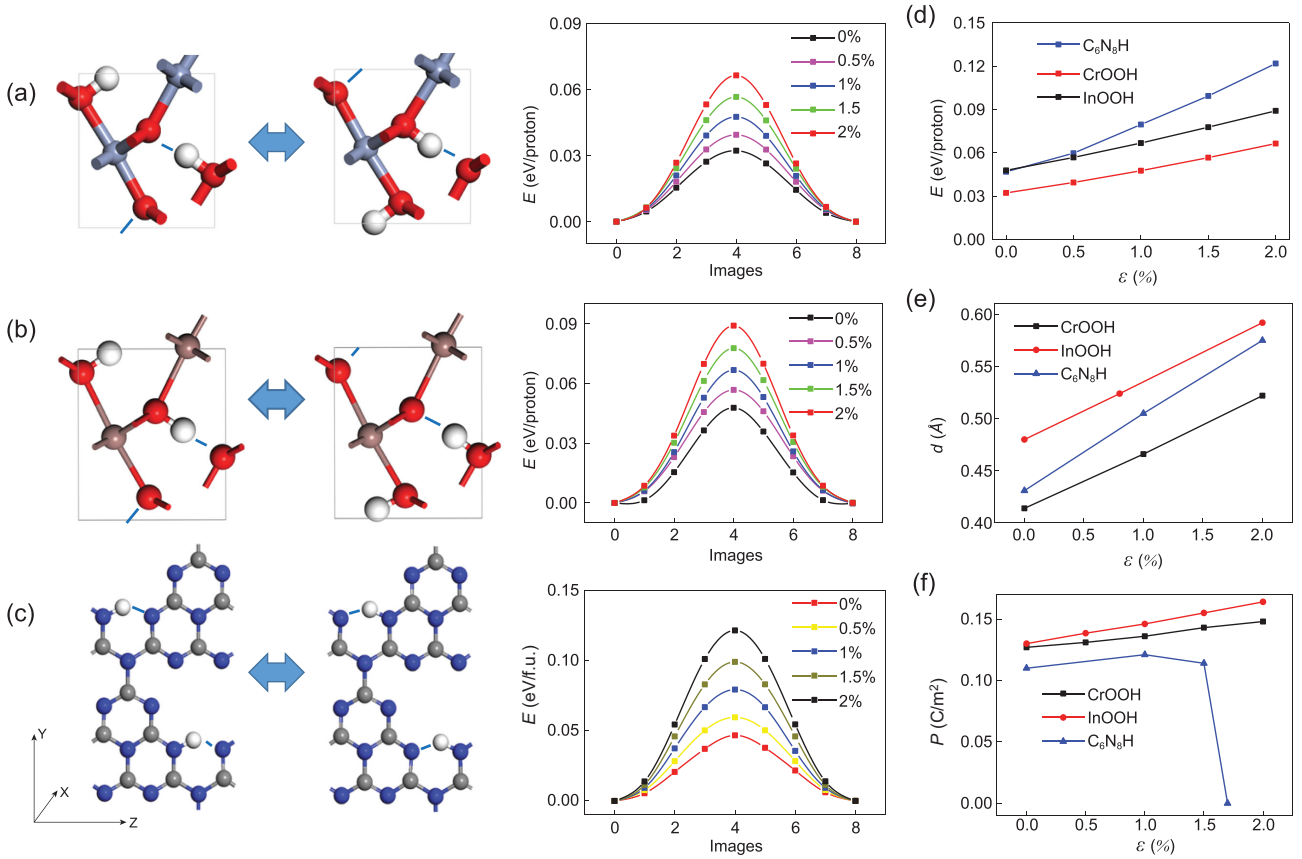 (a)
E (eV/proton)
0.09
0.06
0.03
0.00
0%
0.5%
1%
1.5
2%
0 2 4 6 8
Images
(b)
E (eV/proton)
0.09
0.06
0.03
0.00
0%
0.5%
1%
1.5%
2%
0 2 4 6 8
Images
(c)
Y
X
Z
E (eV/f.u.)
0.15
0.10
0.05
0.00
0%
0.5%
1%
1.5%
2%
0 2 4 6 8
Images
(d)
E (eV/proton)
0.15
0.12
0.09
0.06
0.03
0.00
C₆N₈H
CrOOH
InOOH
0.0 0.5 1.0 1.5 2.0
ε (%)
(e)
d (Å)
0.60
0.55
0.50
0.45
0.40
CrOOH
InOOH
C₆N₈H
0.0 0.5 1.0 1.5 2.0
ε (%)
(f)
P (C/m²)
0.15
0.10
0.05
0.00
CrOOH
InOOH
C₆N₈H
0.0 0.5 1.0 1.5 2.0
ε (%)